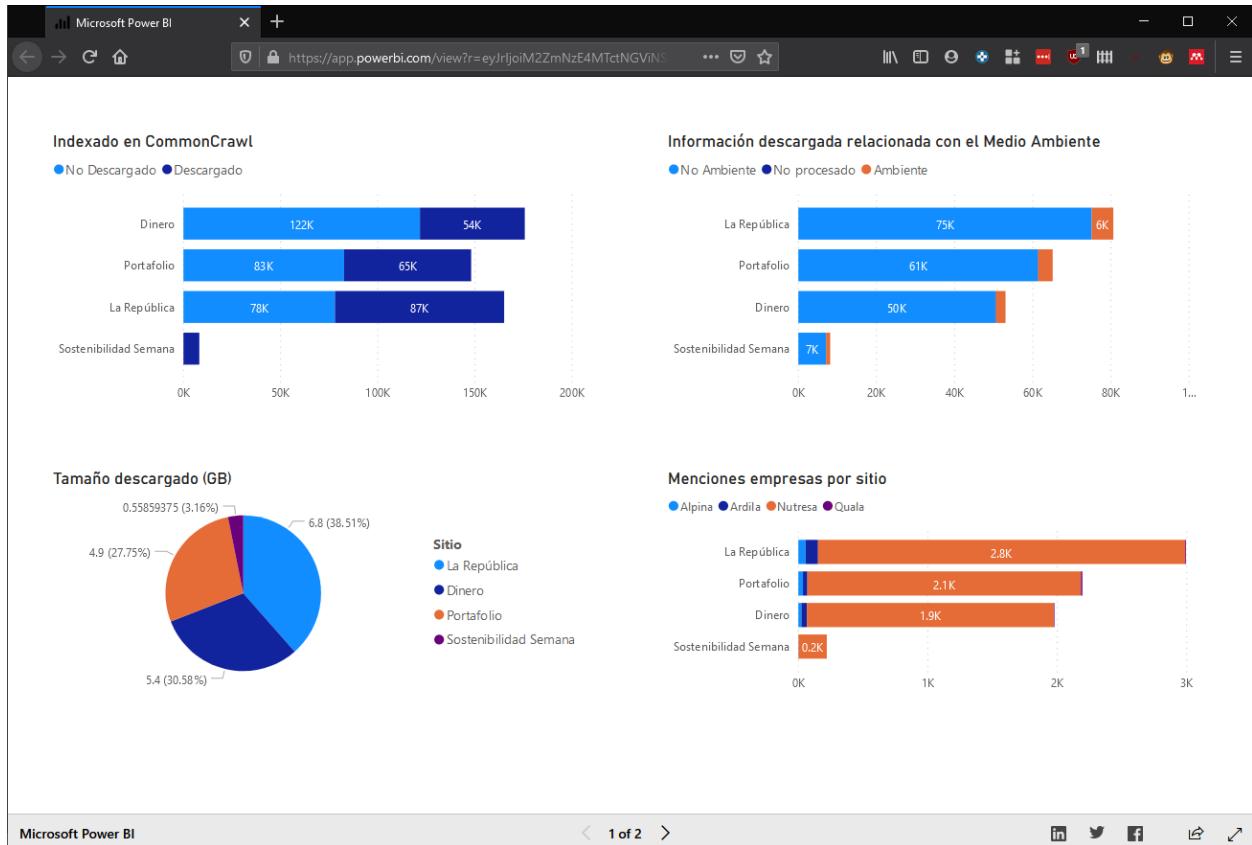 Microsoft Power BI
https://app.powerbi.com/view?r=eyJrIjoiM2ZmNzE4MTctNGViNS
1
Indexado en CommonCrawl
No Descargado Descargado
Dinero 122K 54K
Portafolio 83K 65K
La República 78K 87K
Sostenibilidad Semana
0K 50K 100K 150K 200K
Información descargada relacionada con el Medio Ambiente
No Ambiente No procesado Ambiente
La República 75K 6K
Portafolio 61K
Dinero 50K
Sostenibilidad Semana 7K
0K 20K 40K 60K 80K 1...
Tamaño descargado (GB)
0.55859375 (3.16%)
6.8 (38.51%)
4.9 (27.75%)
5.4 (30.58%)
Sitio
La República
Dinero
Portafolio
Sostenibilidad Semana
Menciones empresas por sitio
Alpina Ardila Nutresa Quala
La República 2.8K
Portafolio 2.1K
Dinero 1.9K
Sostenibilidad Semana 0.2K
0K 1K 2K 3K
Microsoft Power BI
1 of 2